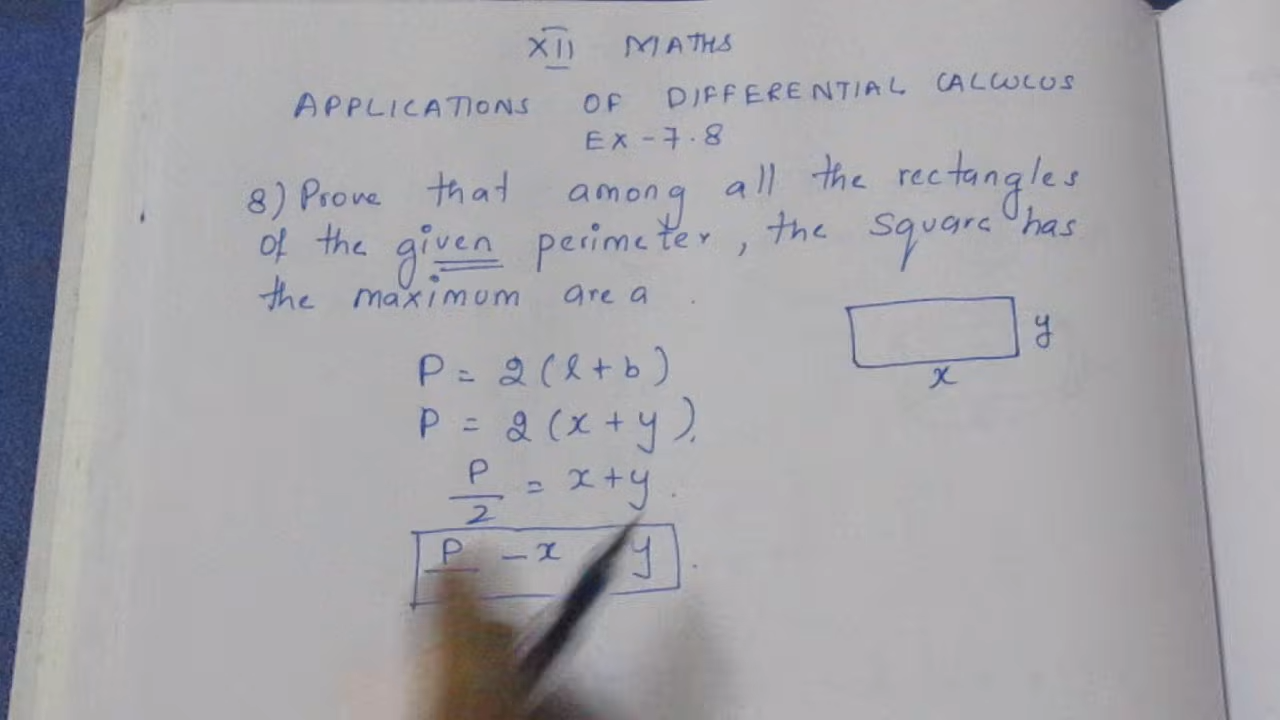 XII MATHS
APPLICATIONS OF DIFFERENTIAL CALCULUS
EX - 7.8
8) Prove that among all the rectangles
of the given perimeter, the square has
the maximum area.
y
x
P = 2(l+b)
P = 2(x+y).
P/2 = x+y.
P - x y.